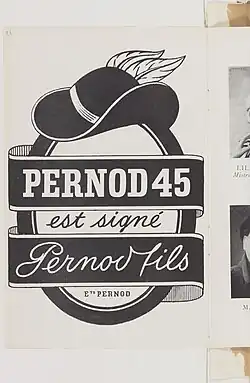 PERNOD 45
est signé
Pernod fils
Ets PERNOD